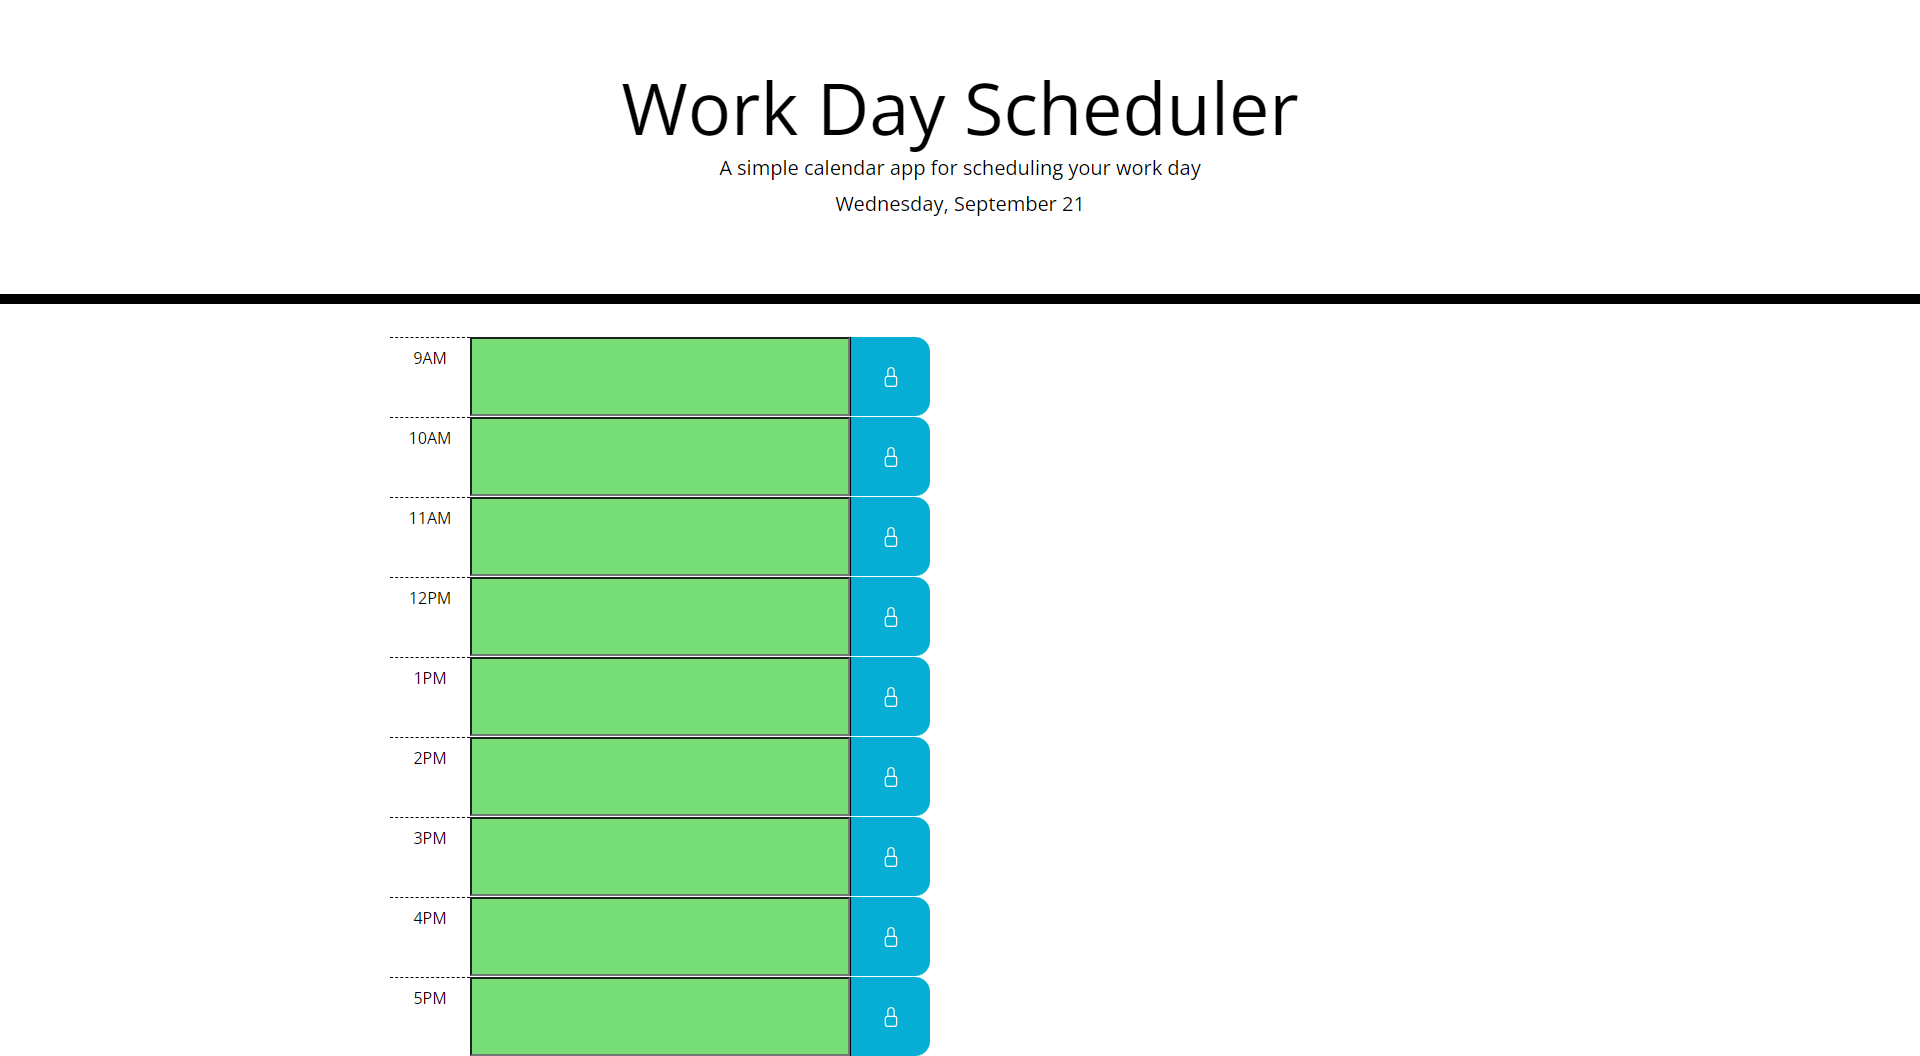 Work Day Scheduler
A simple calendar app for scheduling your work day
Wednesday, September 21
9AM
10AM
11AM
12PM
1PM
2PM
3PM
4PM
5PM